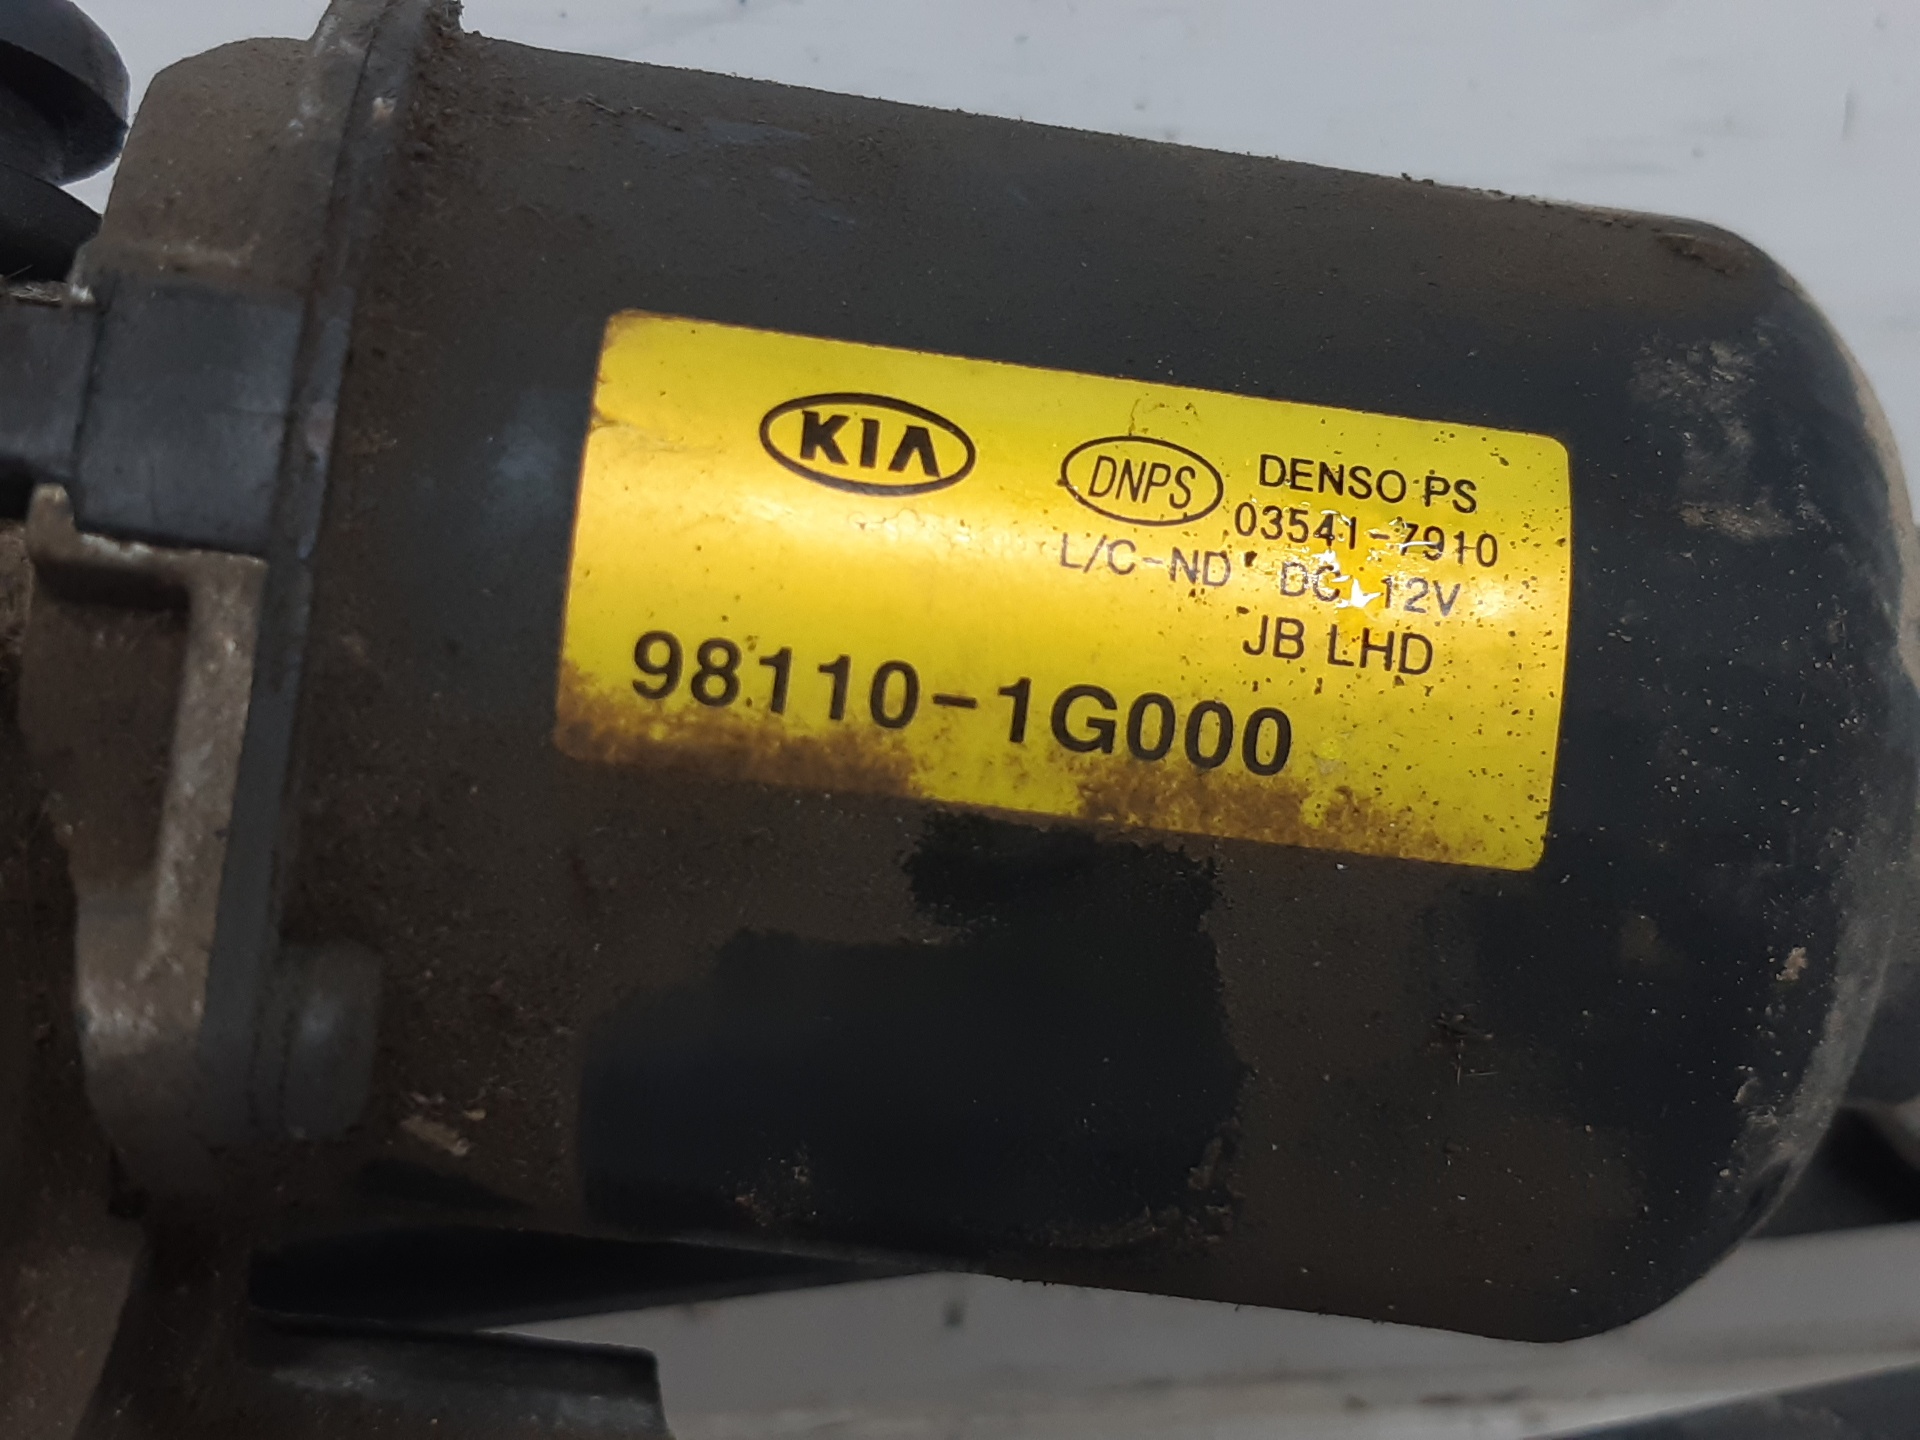 KIA
DNPS DENSO PS
03541-7910
L/C-ND DC 12V
JB LHD
98110-1G000